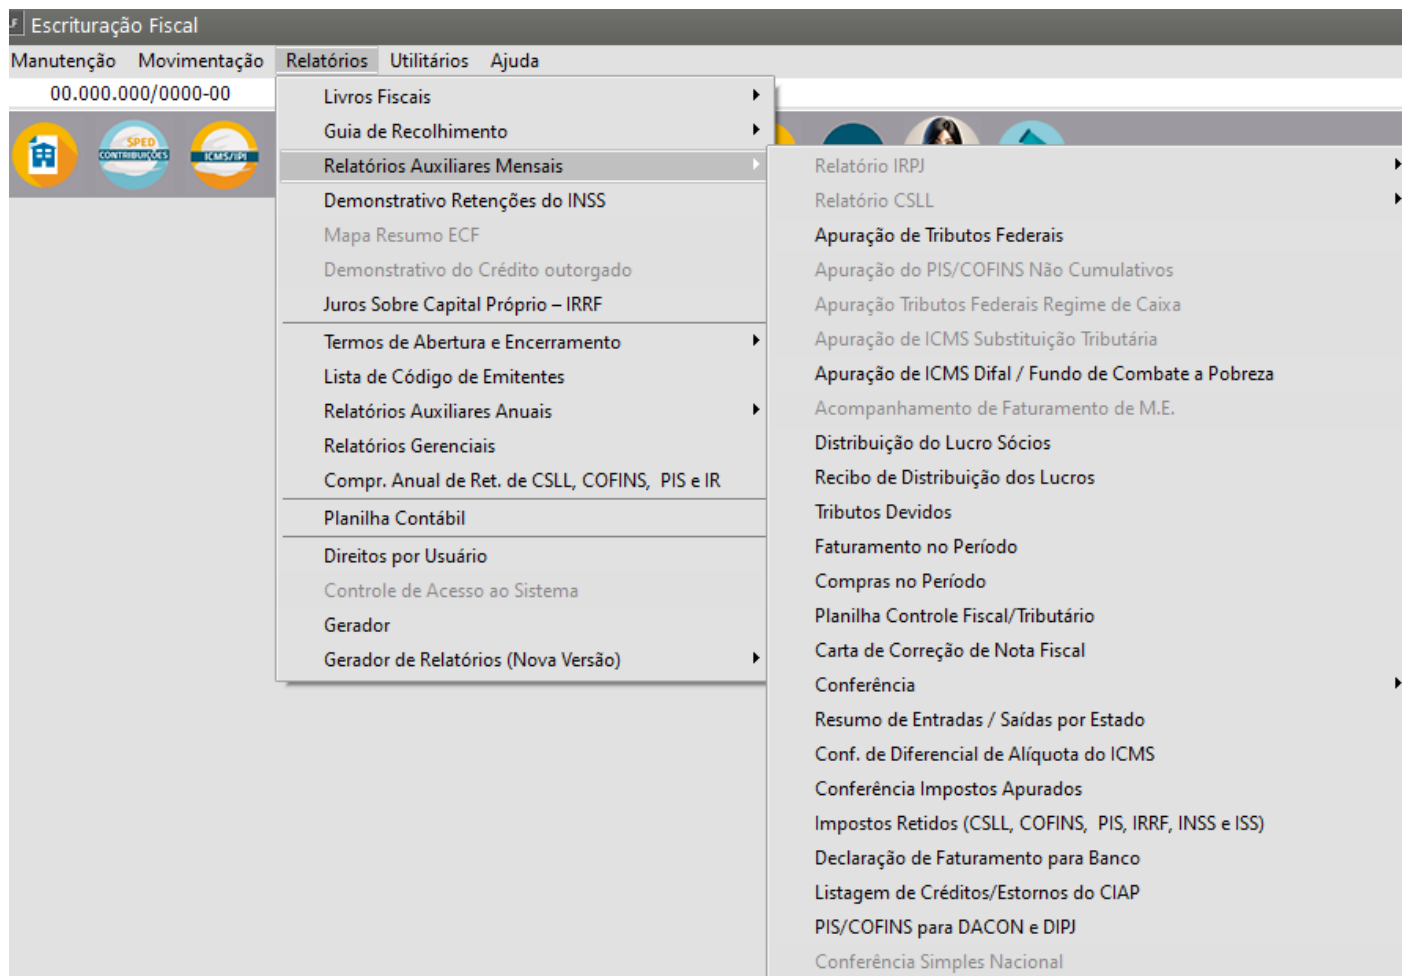 Escrituração Fiscal
Manutenção Movimentação Relatórios Utilitários Ajuda
00.000.000/0000-00
SPED
CONTRIBUIÇÕES
ICMS/IPI
Livros Fiscais
Guia de Recolhimento
Relatórios Auxiliares Mensais
Demonstrativo Retenções do INSS
Mapa Resumo ECF
Demonstrativo do Crédito outorgado
Juros Sobre Capital Próprio – IRRF
Termos de Abertura e Encerramento
Lista de Código de Emitentes
Relatórios Auxiliares Anuais
Relatórios Gerenciais
Compr. Anual de Ret. de CSLL, COFINS, PIS e IR
Planilha Contábil
Direitos por Usuário
Controle de Acesso ao Sistema
Gerador
Gerador de Relatórios (Nova Versão)
Relatório IRPJ
Relatório CSLL
Apuração de Tributos Federais
Apuração do PIS/COFINS Não Cumulativos
Apuração Tributos Federais Regime de Caixa
Apuração de ICMS Substituição Tributária
Apuração de ICMS Difal / Fundo de Combate a Pobreza
Acompanhamento de Faturamento de M.E.
Distribuição do Lucro Sócios
Recibo de Distribuição dos Lucros
Tributos Devidos
Faturamento no Período
Compras no Período
Planilha Controle Fiscal/Tributário
Carta de Correção de Nota Fiscal
Conferência
Resumo de Entradas / Saídas por Estado
Conf. de Diferencial de Alíquota do ICMS
Conferência Impostos Apurados
Impostos Retidos (CSLL, COFINS, PIS, IRRF, INSS e ISS)
Declaração de Faturamento para Banco
Listagem de Créditos/Estornos do CIAP
PIS/COFINS para DACON e DIPJ
Conferência Simples Nacional